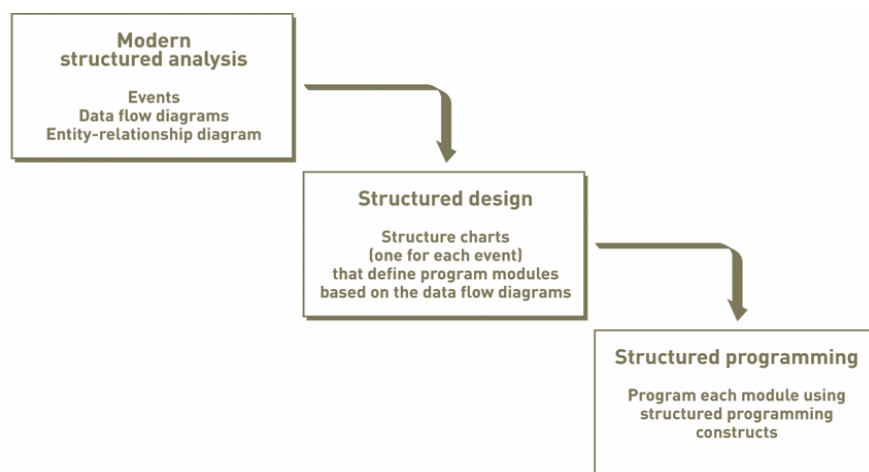 Modern
structured analysis
Events
Data flow diagrams
Entity-relationship diagram
Structured design
Structure charts
(one for each event)
that define program modules
based on the data flow diagrams
Structured programming
Program each module using
structured programming
constructs